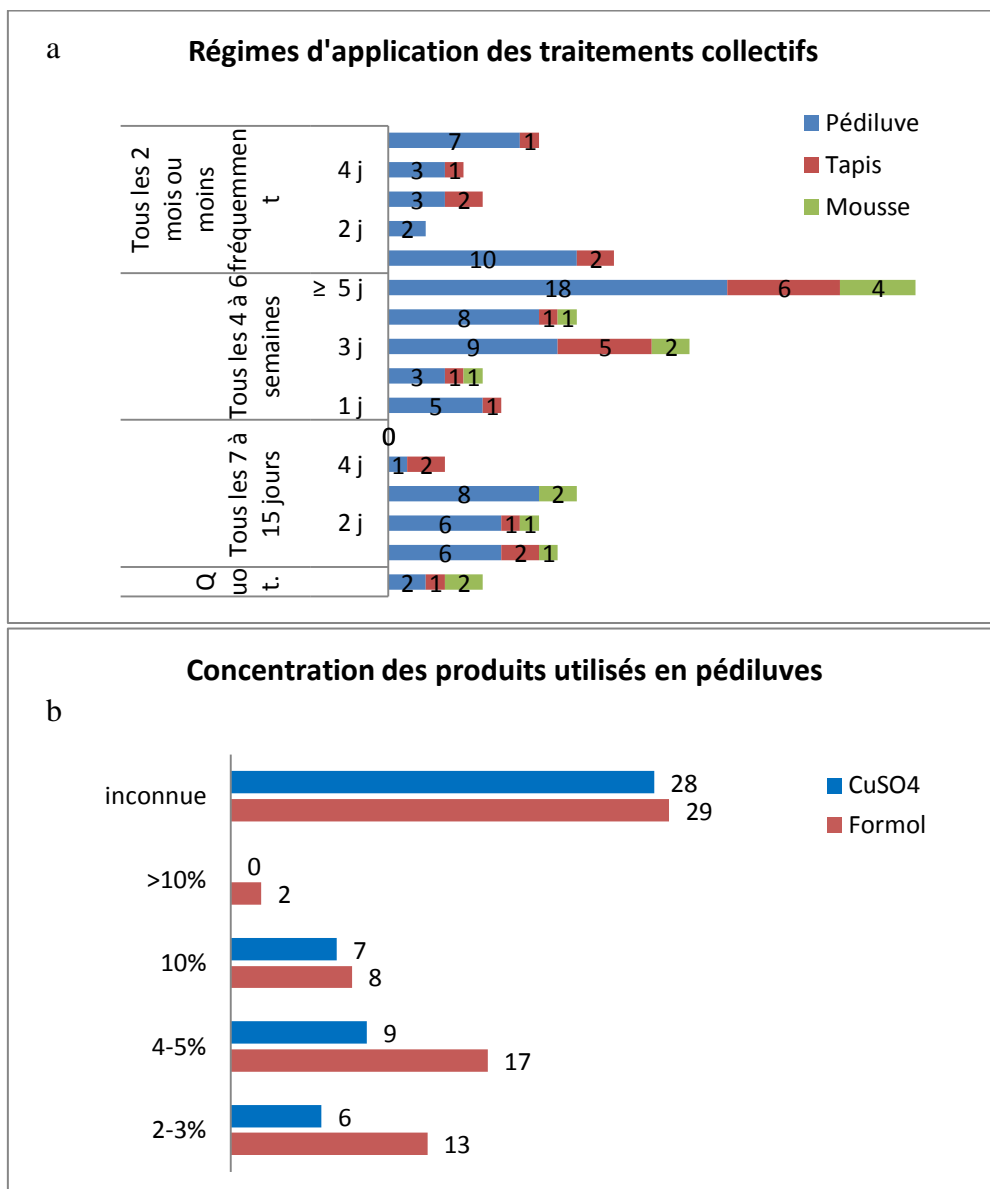 a
Régimes d'application des traitements collectifs
Pédiluve
Tapis
Mousse
Tous les 2
mois ou
moins
fréquemmen
t
7 1
4 j 3 1
3 2
2 j 2
10 2
Tous les 4 à 6
semaines
≥ 5 j 18 6 4
8 1 1
3 j 9 5 2
3 1 1
1 j 5 1
Tous les 7 à
15 jours
0
4 j 1 2
8 2
2 j 6 1 1
6 2 1
Q
uo
t.
2 1 2
Concentration des produits utilisés en pédiluves
b
CuSO4
Formol
inconnue 28
29
>10% 0
2
10% 7
8
4-5% 9
17
2-3% 6
13